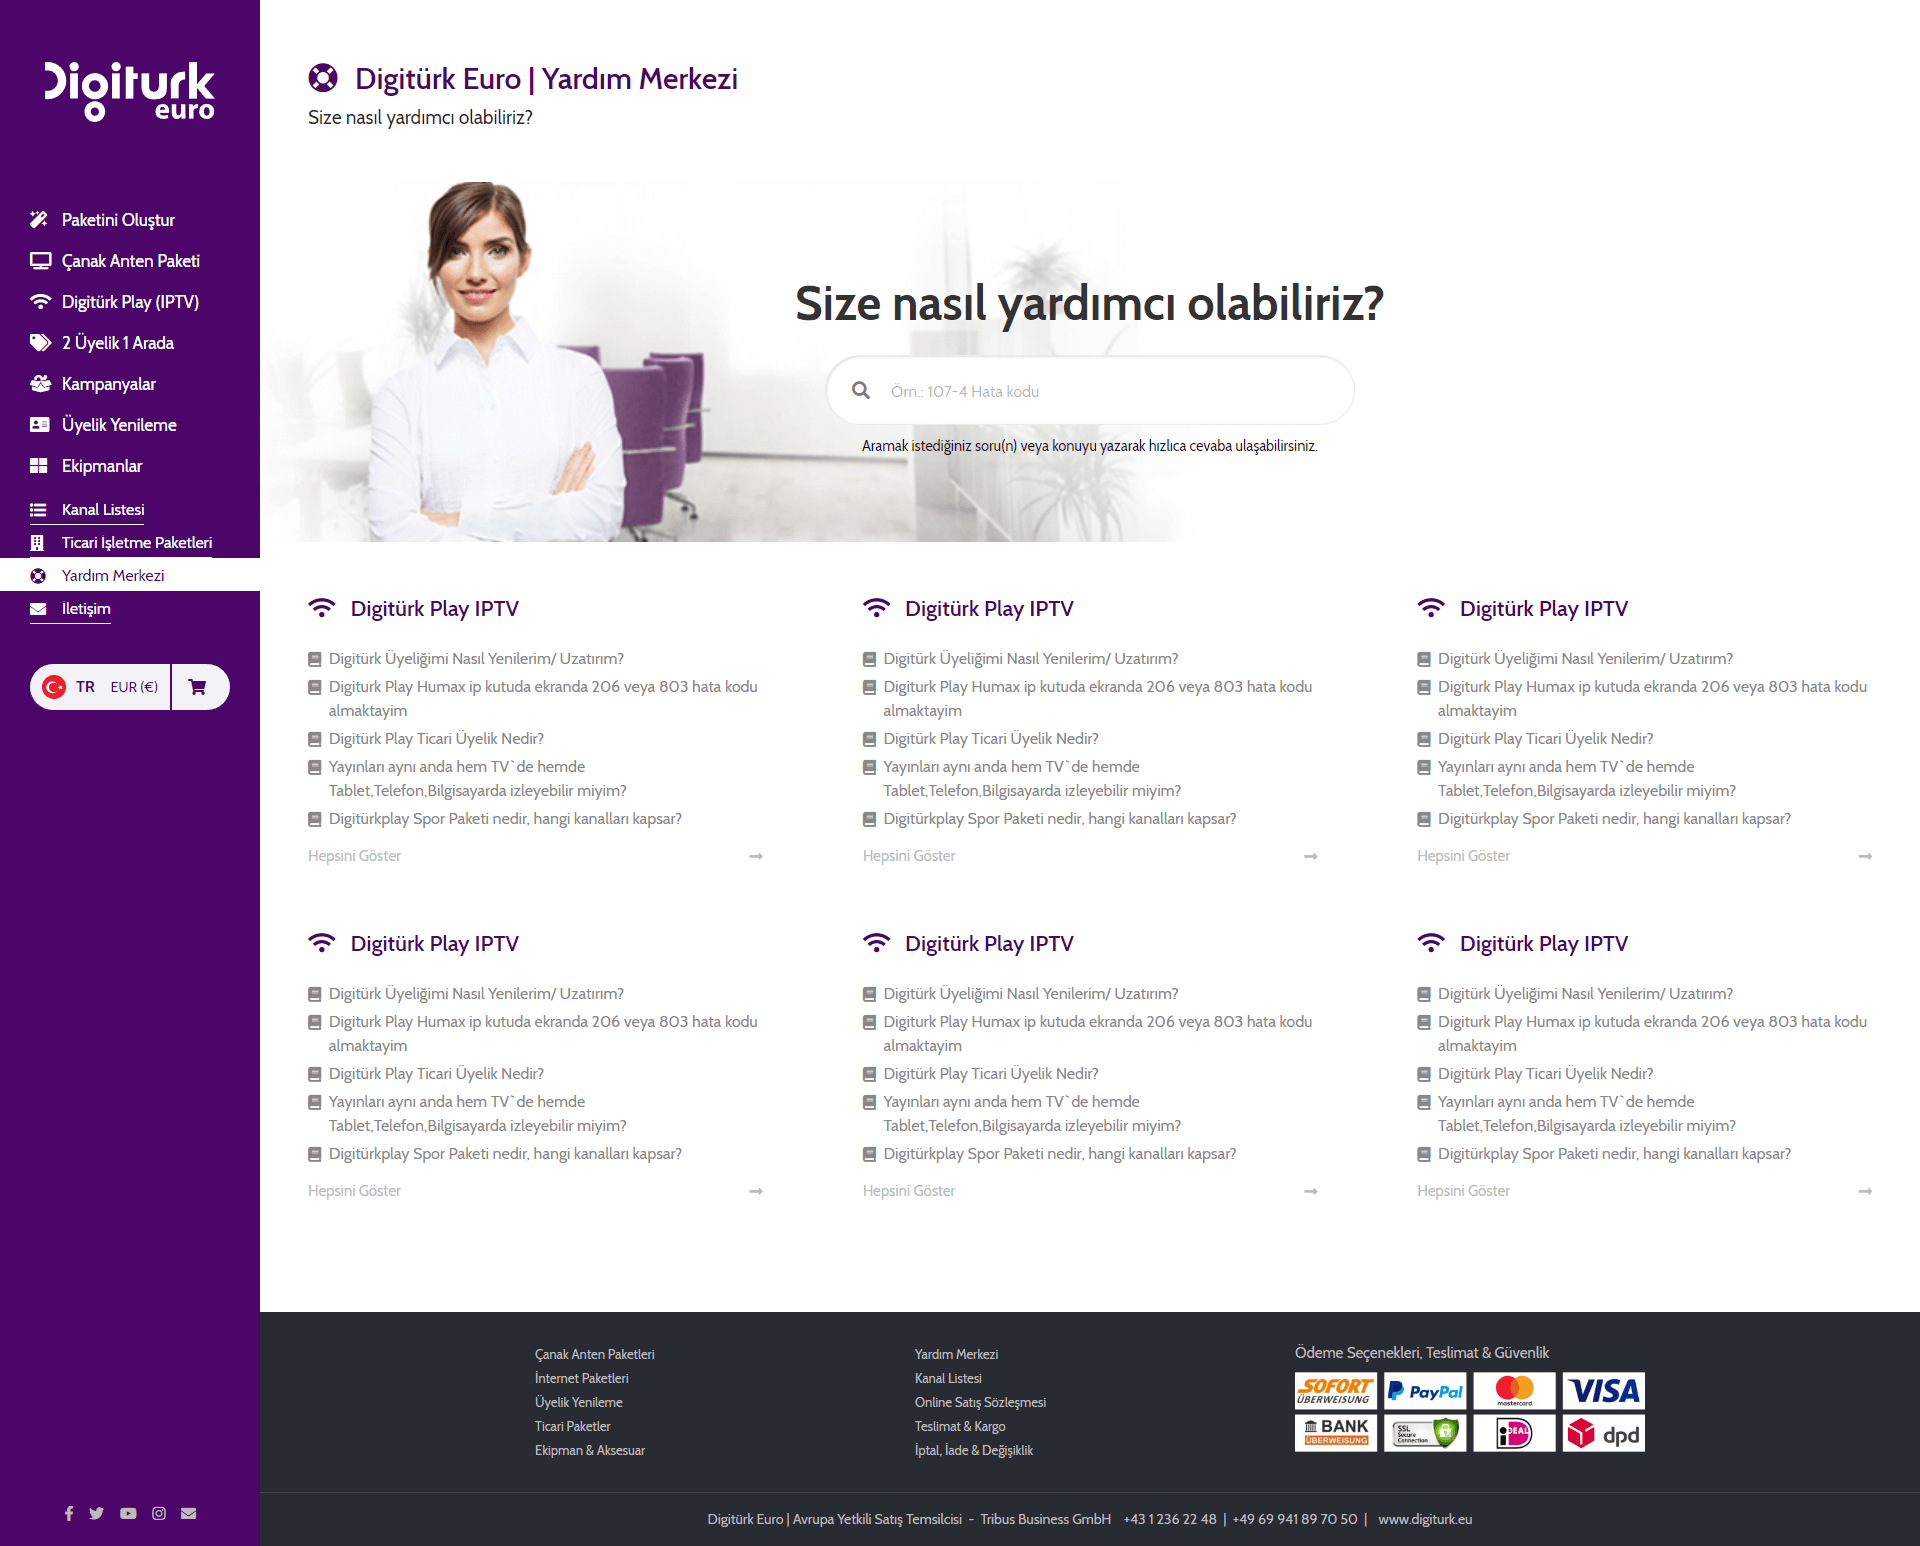 Digiturk
euro
Paketini Oluştur
Çanak Anten Paketi
Digitürk Play (IPTV)
2 Üyelik 1 Arada
Kampanyalar
Üyelik Yenileme
Ekipmanlar
Kanal Listesi
Ticari İşletme Paketleri
Yardım Merkezi
İletişim
TR EUR (€)
Digitürk Euro | Yardım Merkezi
Size nasıl yardımcı olabiliriz?
Size nasıl yardımcı olabiliriz?
Örn.: 107-4 Hata kodu
Aramak istediğiniz soru(n) veya konuyu yazarak hızlıca cevaba ulaşabilirsiniz.
Digitürk Play IPTV
Digitürk Üyeliğimi Nasıl Yenilerim/ Uzatırım?
Digiturk Play Humax ip kutuda ekranda 206 veya 803 hata kodu
almaktayim
Digitürk Play Ticari Üyelik Nedir?
Yayınları aynı anda hem TV`de hemde
Tablet,Telefon,Bilgisayarda izleyebilir miyim?
Digitürkplay Spor Paketi nedir, hangi kanalları kapsar?
Hepsini Göster
Digitürk Play IPTV
Digitürk Üyeliğimi Nasıl Yenilerim/ Uzatırım?
Digiturk Play Humax ip kutuda ekranda 206 veya 803 hata kodu
almaktayim
Digitürk Play Ticari Üyelik Nedir?
Yayınları aynı anda hem TV`de hemde
Tablet,Telefon,Bilgisayarda izleyebilir miyim?
Digitürkplay Spor Paketi nedir, hangi kanalları kapsar?
Hepsini Göster
Digitürk Play IPTV
Digitürk Üyeliğimi Nasıl Yenilerim/ Uzatırım?
Digiturk Play Humax ip kutuda ekranda 206 veya 803 hata kodu
almaktayim
Digitürk Play Ticari Üyelik Nedir?
Yayınları aynı anda hem TV`de hemde
Tablet,Telefon,Bilgisayarda izleyebilir miyim?
Digitürkplay Spor Paketi nedir, hangi kanalları kapsar?
Hepsini Göster
Digitürk Play IPTV
Digitürk Üyeliğimi Nasıl Yenilerim/ Uzatırım?
Digiturk Play Humax ip kutuda ekranda 206 veya 803 hata kodu
almaktayim
Digitürk Play Ticari Üyelik Nedir?
Yayınları aynı anda hem TV`de hemde
Tablet,Telefon,Bilgisayarda izleyebilir miyim?
Digitürkplay Spor Paketi nedir, hangi kanalları kapsar?
Hepsini Göster
Digitürk Play IPTV
Digitürk Üyeliğimi Nasıl Yenilerim/ Uzatırım?
Digiturk Play Humax ip kutuda ekranda 206 veya 803 hata kodu
almaktayim
Digitürk Play Ticari Üyelik Nedir?
Yayınları aynı anda hem TV`de hemde
Tablet,Telefon,Bilgisayarda izleyebilir miyim?
Digitürkplay Spor Paketi nedir, hangi kanalları kapsar?
Hepsini Göster
Digitürk Play IPTV
Digitürk Üyeliğimi Nasıl Yenilerim/ Uzatırım?
Digiturk Play Humax ip kutuda ekranda 206 veya 803 hata kodu
almaktayim
Digitürk Play Ticari Üyelik Nedir?
Yayınları aynı anda hem TV`de hemde
Tablet,Telefon,Bilgisayarda izleyebilir miyim?
Digitürkplay Spor Paketi nedir, hangi kanalları kapsar?
Hepsini Göster
Çanak Anten Paketleri
İnternet Paketleri
Üyelik Yenileme
Ticari Paketler
Ekipman & Aksesuar
Yardım Merkezi
Kanal Listesi
Online Satış Sözleşmesi
Teslimat & Kargo
İptal, İade & Değişiklik
Ödeme Seçenekleri, Teslimat & Güvenlik
SOFORT
ÜBERWEISUNG
PayPal
mastercard
VISA
BANK
ÜBERWEISUNG
SSL
Secure
Connection
iDEAL
dpd
Digitürk Euro | Avrupa Yetkili Satış Temsilcisi - Tribus Business GmbH +43 1 236 22 48 | +49 69 941 89 70 50 | www.digiturk.eu